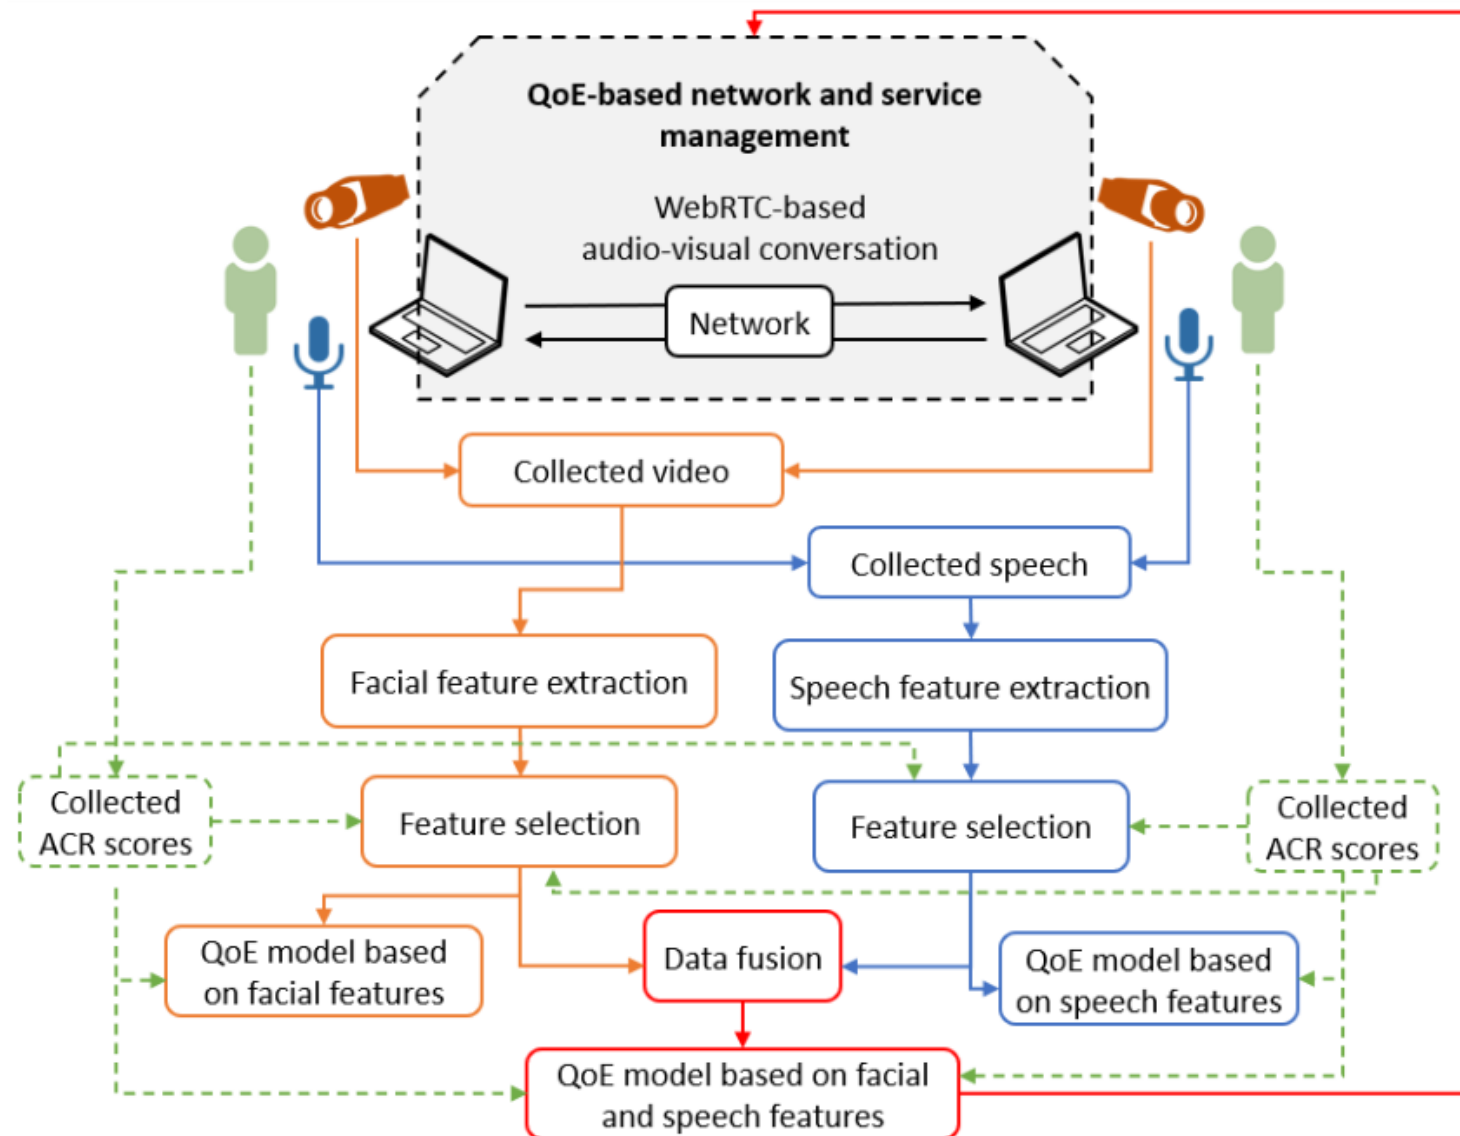 QoE-based network and service
management
WebRTC-based
audio-visual conversation
Network
Collected video
Collected speech
Facial feature extraction
Speech feature extraction
Collected
ACR scores
Feature selection
Feature selection
Collected
ACR scores
QoE model based
on facial features
Data fusion
QoE model based
on speech features
QoE model based on facial
and speech features